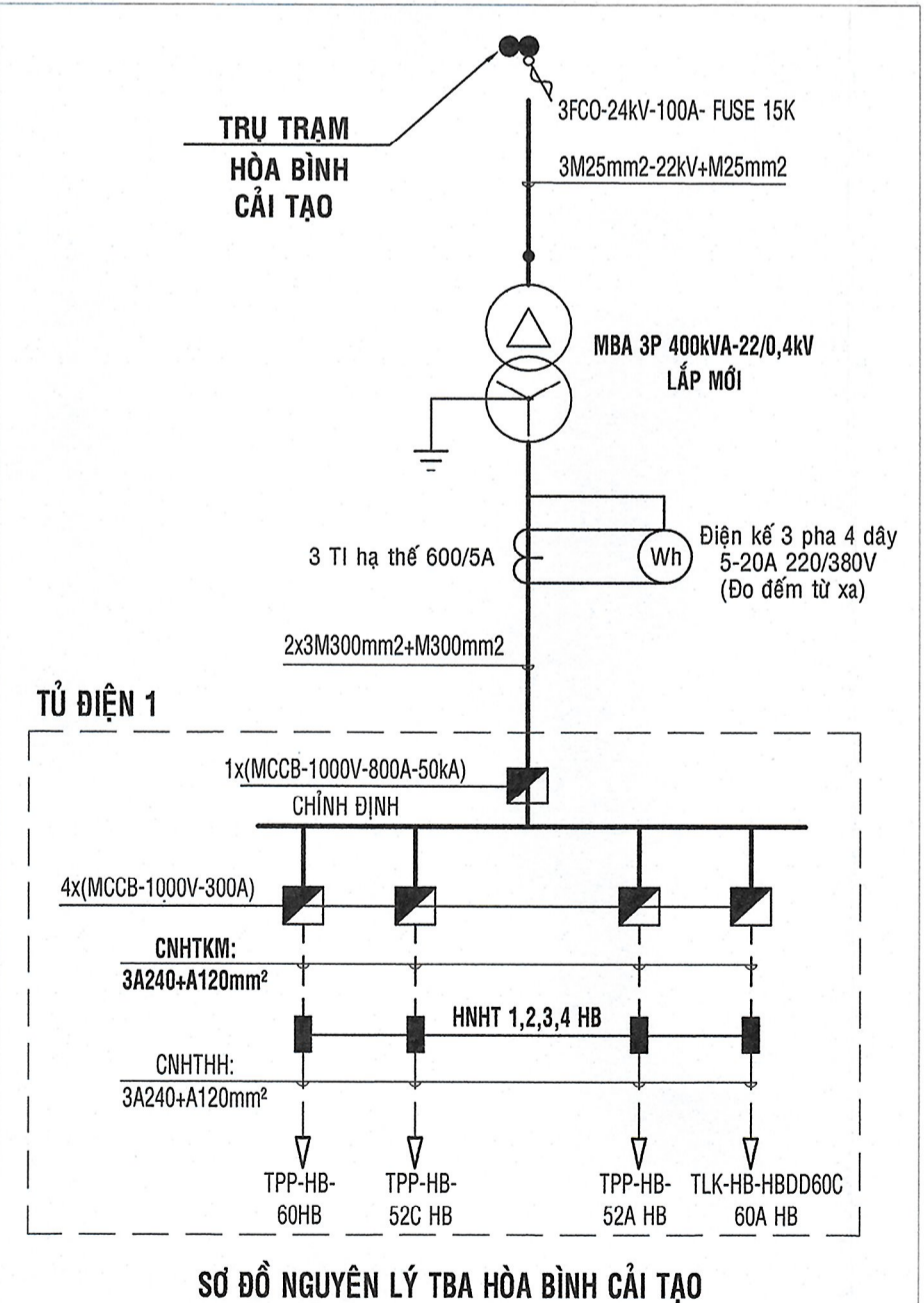 3FCO-24kV-100A- FUSE 15K
TRỤ TRẠM
HÒA BÌNH
CẢI TẠO
3M25mm2-22kV+M25mm2
MBA 3P 400kVA-22/0,4kV
LẮP MỚI
3 TI hạ thế 600/5A
Wh
Điện kế 3 pha 4 dây
5-20A 220/380V
(Đo đếm từ xa)
2x3M300mm2+M300mm2
TỦ ĐIỆN 1
1x(MCCB-1000V-800A-50kA)
CHỈNH ĐỊNH
4x(MCCB-1000V-300A)
CNHTKM:
3A240+A120mm²
HNHT 1,2,3,4 HB
CNHTHH:
3A240+A120mm²
TPP-HB-
60HB
TPP-HB-
52C HB
TPP-HB-
52A HB
TLK-HB-HBDD60C
60A HB
SƠ ĐỒ NGUYÊN LÝ TBA HÒA BÌNH CẢI TẠO